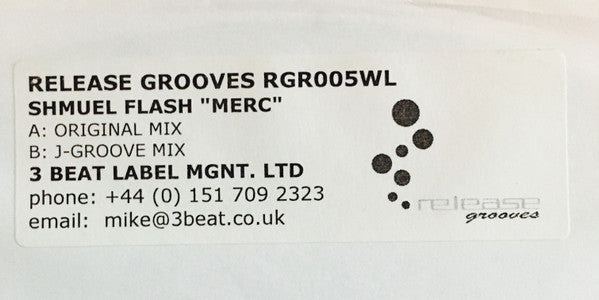 RELEASE GROOVES RGR005WL
SHMUEL FLASH "MERC"
A: ORIGINAL MIX
B: J-GROOVE MIX
3 BEAT LABEL MGNT. LTD
phone: +44 (0) 151 709 2323
email: mike@3beat.co.uk
release
grooves